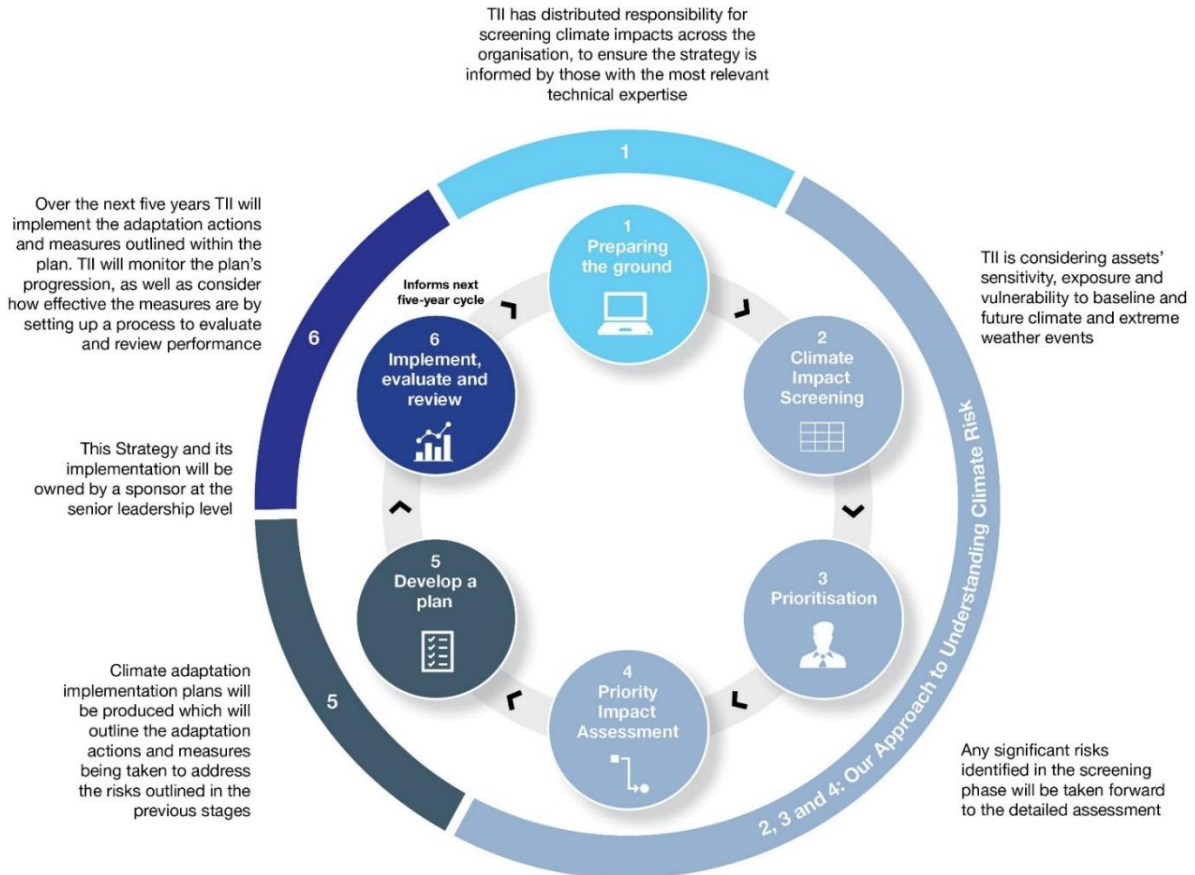 TII has distributed responsibility for
screening climate impacts across the
organisation, to ensure the strategy is
informed by those with the most relevant
technical expertise
1
Over the next five years TII will
implement the adaptation actions
and measures outlined within the
plan. TII will monitor the plan's
progression, as well as consider
how effective the measures are by
setting up a process to evaluate
and review performance
6
Informs next
five-year cycle
1
Preparing
the ground
TII is considering assets'
sensitivity, exposure and
vulnerability to baseline and
future climate and extreme
weather events
6
Implement,
evaluate and
review
2
Climate
Impact
Screening
This Strategy and its
implementation will be
owned by a sponsor at the
senior leadership level
2, 3 and 4: Our Approach to Understanding Climate Risk
5
Develop a
plan
3
Prioritisation
4
Priority
Impact
Assessment
Climate adaptation
implementation plans will
be produced which will
outline the adaptation
actions and measures
being taken to address
the risks outlined in the
previous stages
5
Any significant risks
identified in the screening
phase will be taken forward
to the detailed assessment